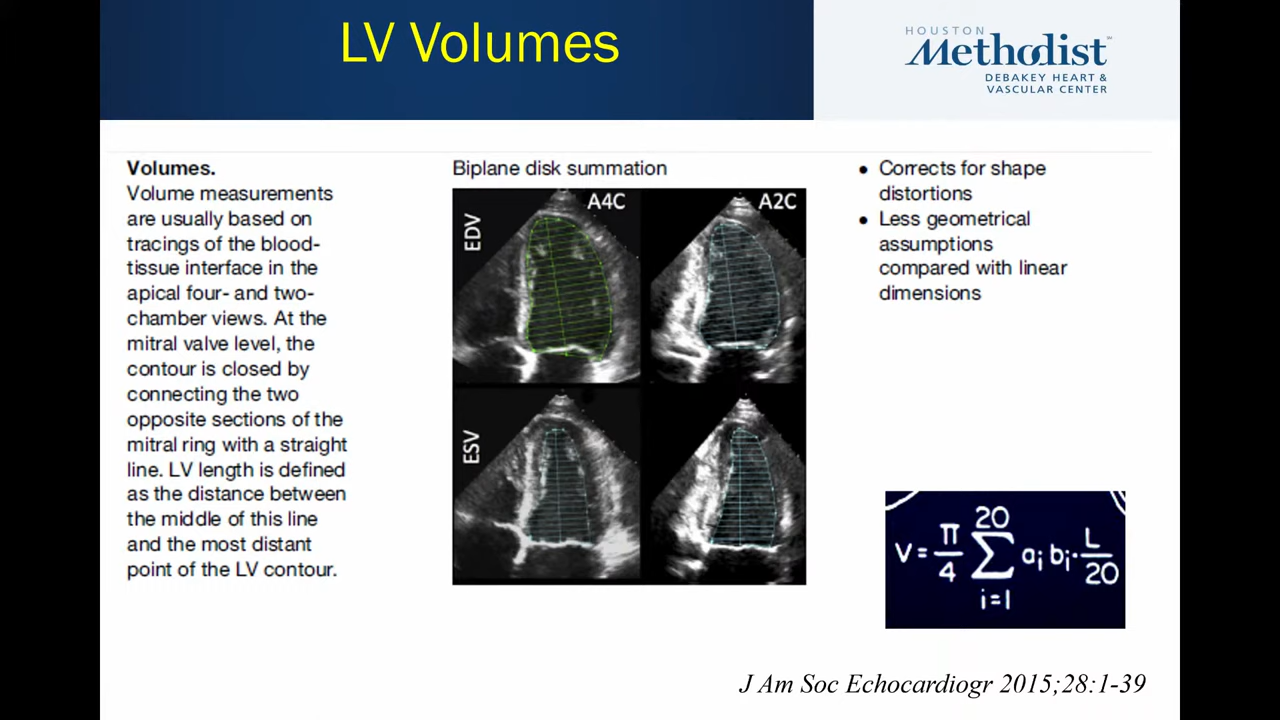 LV Volumes
HOUSTON
Methodist
SM
DEBAKEY HEART &
VASCULAR CENTER
Volumes.
Volume measurements
are usually based on
tracings of the blood-
tissue interface in the
apical four- and two-
chamber views. At the
mitral valve level, the
contour is closed by
connecting the two
opposite sections of the
mitral ring with a straight
line. LV length is defined
as the distance between
the middle of this line
and the most distant
point of the LV contour.
Biplane disk summation
A4C
A2C
EDV
ESV
• Corrects for shape
distortions
• Less geometrical
assumptions
compared with linear
dimensions
V = π/4 20 Σ i=1 aᵢ bᵢ · L/20
J Am Soc Echocardiogr 2015;28:1-39